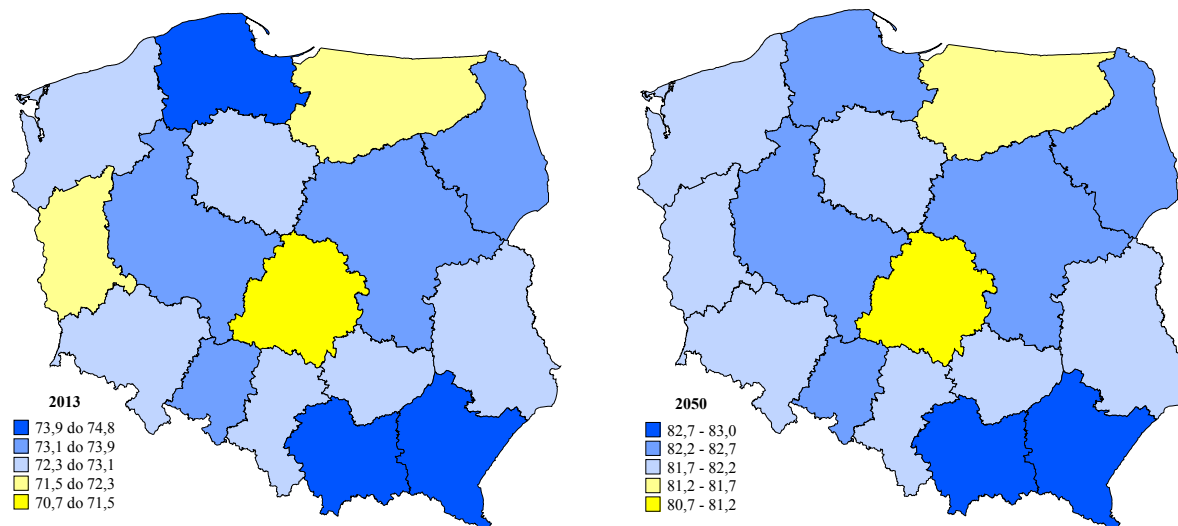 2013
73,9 do 74,8
73,1 do 73,9
72,3 do 73,1
71,5 do 72,3
70,7 do 71,5
2050
82,7 - 83,0
82,2 - 82,7
81,7 - 82,2
81,2 - 81,7
80,7 - 81,2